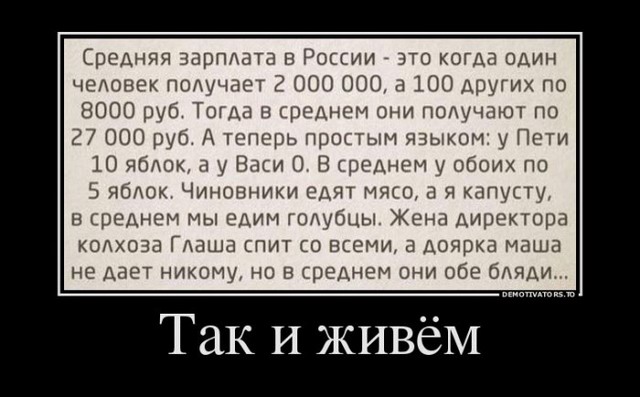 Средняя зарплата в России - это когда один
человек получает 2 000 000, а 100 других по
8000 руб. Тогда в среднем они получают по
27 000 руб. А теперь простым языком: у Пети
10 яблок, а у Васи 0. В среднем у обоих по
5 яблок. Чиновники едят мясо, а я капусту,
в среднем мы едим голубцы. Жена директора
колхоза Глаша спит со всеми, а доярка маша
не дает никому, но в среднем они обе бляди...
DEMOTIVATORS.TO
Так и живём